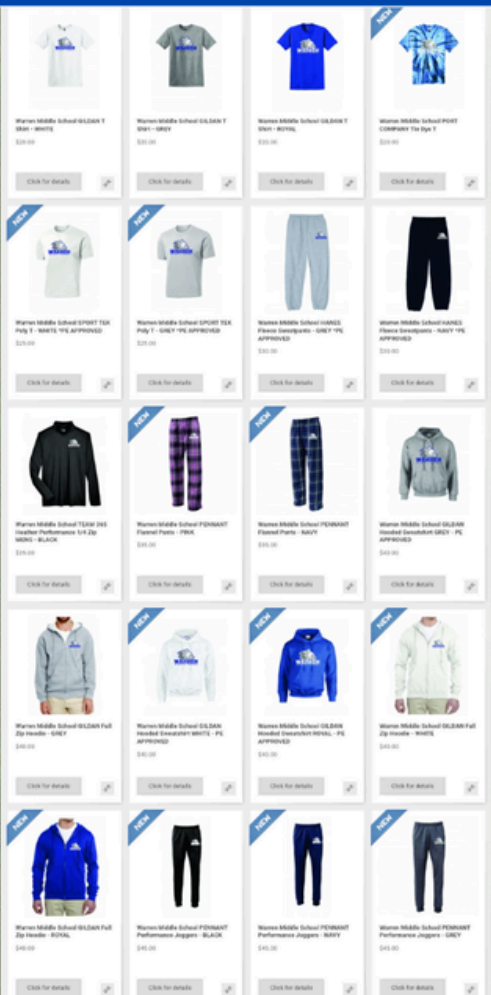 NEW
Warren Middle School GILDAN T
Shirt - WHITE
Click for details
Warren Middle School GILDAN T
Shirt - GREY
Click for details
Warren Middle School GILDAN T
Shirt - ROYAL
Click for details
Warren Middle School PORT
COMPANY Tie Dye T
Click for details
NEW
NEW
Warren Middle School SPORT TEK
Poly T - WHITE *PE APPROVED
$25.00
Click for details
Warren Middle School SPORT TEK
Poly T - GREY *PE APPROVED
$25.00
Click for details
Warren Middle School HANES
Fleece Sweatpants - GREY *PE
APPROVED
$30.00
Click for details
Warren Middle School HANES
Fleece Sweatpants - NAVY *PE
APPROVED
$30.00
Click for details
NEW
NEW
Warren Middle School TEAM 365
Heather Performance 1/4 Zip
MENS - BLACK
$39.00
Click for details
Warren Middle School PENNANT
Flannel Pants - PINK
$39.00
Click for details
Warren Middle School PENNANT
Flannel Pants - NAVY
$39.00
Click for details
Warren Middle School GILDAN
Hooded Sweatshirt GREY - PE
APPROVED
$40.00
Click for details
NEW
NEW
NEW
Warren Middle School GILDAN Full
Zip Hoodie - GREY
$40.00
Click for details
Warren Middle School GILDAN
Hooded Sweatshirt WHITE - PE
APPROVED
$40.00
Click for details
Warren Middle School GILDAN
Hooded Sweatshirt ROYAL - PE
APPROVED
$40.00
Click for details
Warren Middle School GILDAN Full
Zip Hoodie - WHITE
$40.00
Click for details
NEW
NEW
NEW
NEW
Warren Middle School GILDAN Full
Zip Hoodie - ROYAL
$40.00
Click for details
Warren Middle School PENNANT
Performance Joggers - BLACK
$45.00
Click for details
Warren Middle School PENNANT
Performance Joggers - NAVY
$45.00
Click for details
Warren Middle School PENNANT
Performance Joggers - GREY
$45.00
Click for details